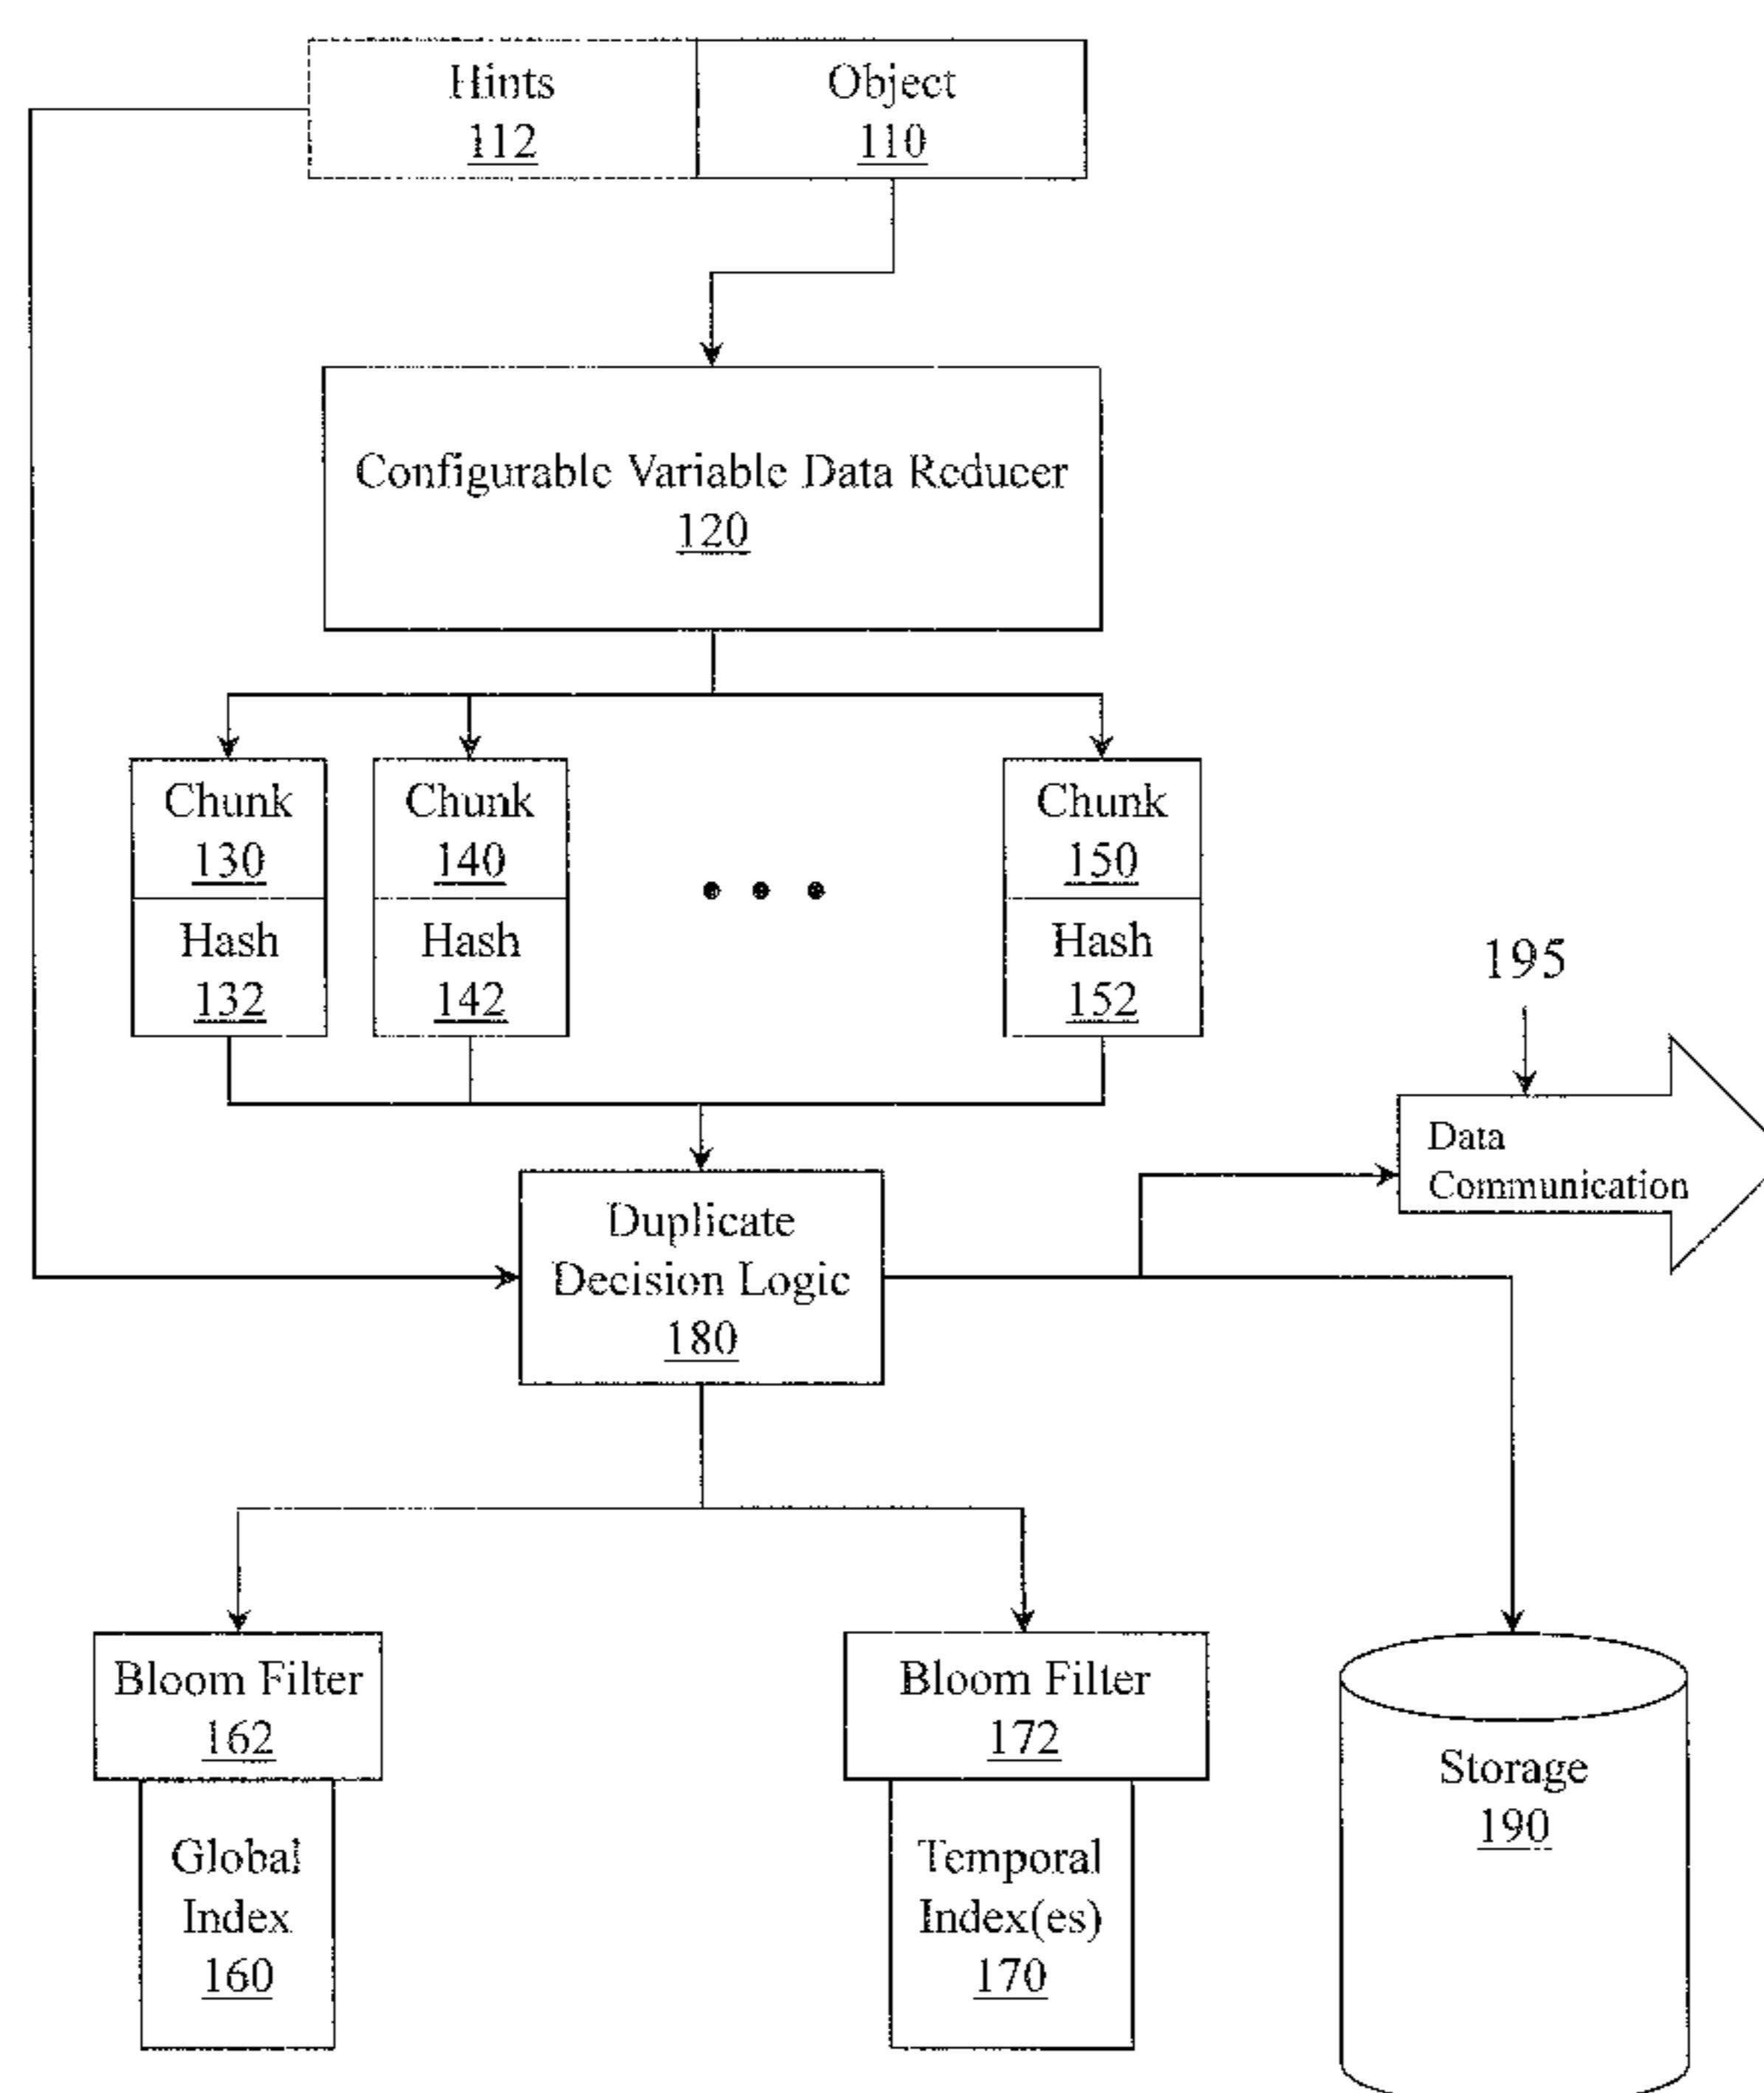 Hints
112
Object
110
Configurable Variable Data Reducer
120
Chunk
130
Hash
132
Chunk
140
Hash
142
Chunk
150
Hash
152
195
Data
Communication
Duplicate
Decision Logic
180
Bloom Filter
162
Global
Index
160
Bloom Filter
172
Temporal
Index(es)
170
Storage
190